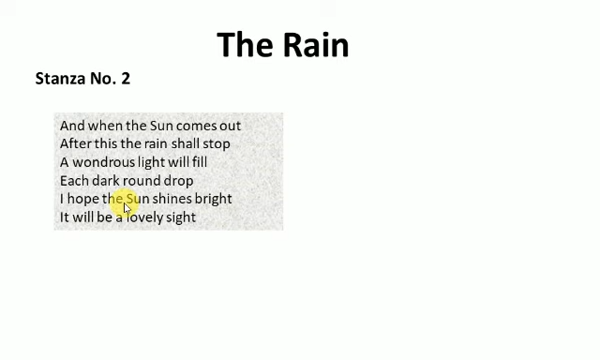 The Rain
Stanza No. 2
And when the Sun comes out
After this the rain shall stop
A wondrous light will fill
Each dark round drop
I hope the Sun shines bright
It will be a lovely sight